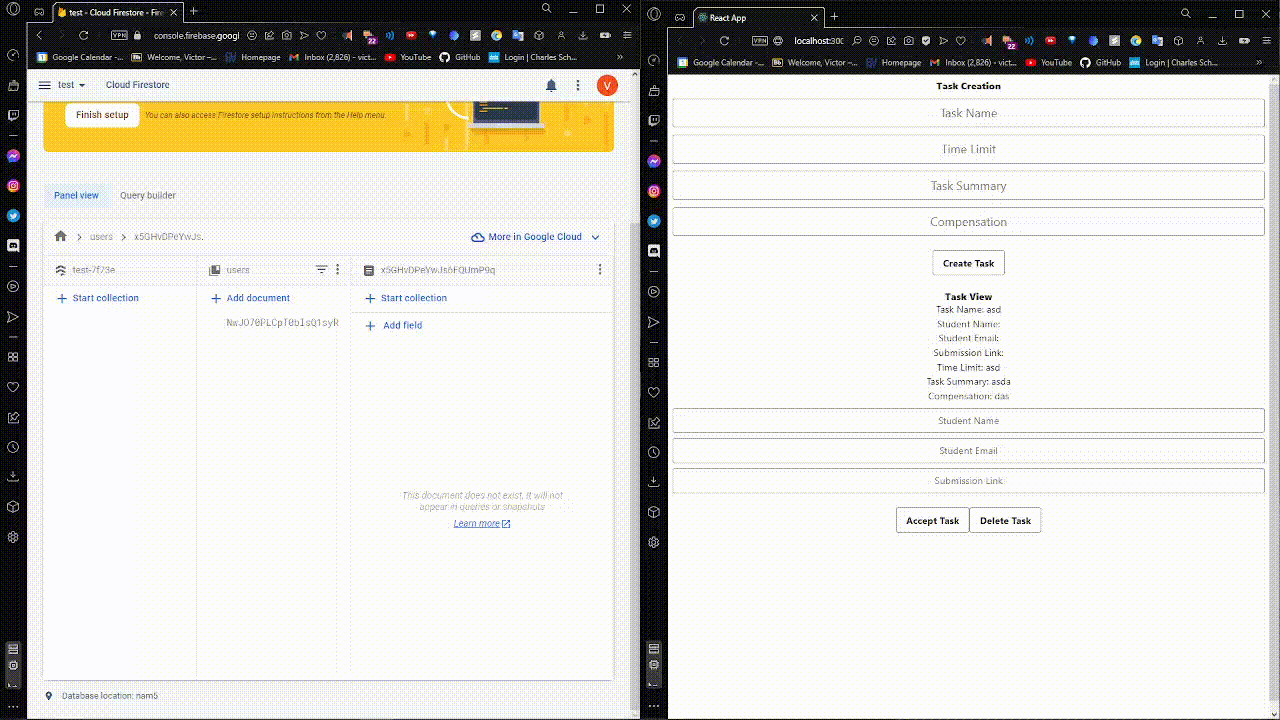 test - Cloud Firestore - Fire
VPN
console.firebase.googl
22
Google Calendar -...
Welcome, Victor –...
Homepage
Inbox (2,826) - vict...
YouTube
GitHub
Login | Charles Sch...
»
test
Cloud Firestore
V
Finish setup
You can also access Firestore setup instructions from the Help menu.
Panel view
Query builder
users
x5GHvDPeYwJs.
More in Google Cloud
test-7f73e
users
x5GHvDPeYwJs6FQUmP9q
Start collection
Add document
Start collection
Add field
This document does not exist, it will not
appear in queries or snapshots
Learn more
Database location: nam5
React App
VPN
localhost:300
22
Google Calendar -...
Welcome, Victor –...
Homepage
Inbox (2,826) - vict...
YouTube
GitHub
Login | Charles Sch...
»
Task Creation
Task Name
Time Limit
Task Summary
Compensation
Create Task
Task View
Task Name: asd
Student Name:
Student Email:
Submission Link:
Time Limit: asd
Task Summary: asda
Compensation: das
Student Name
Student Email
Submission Link
Accept Task
Delete Task